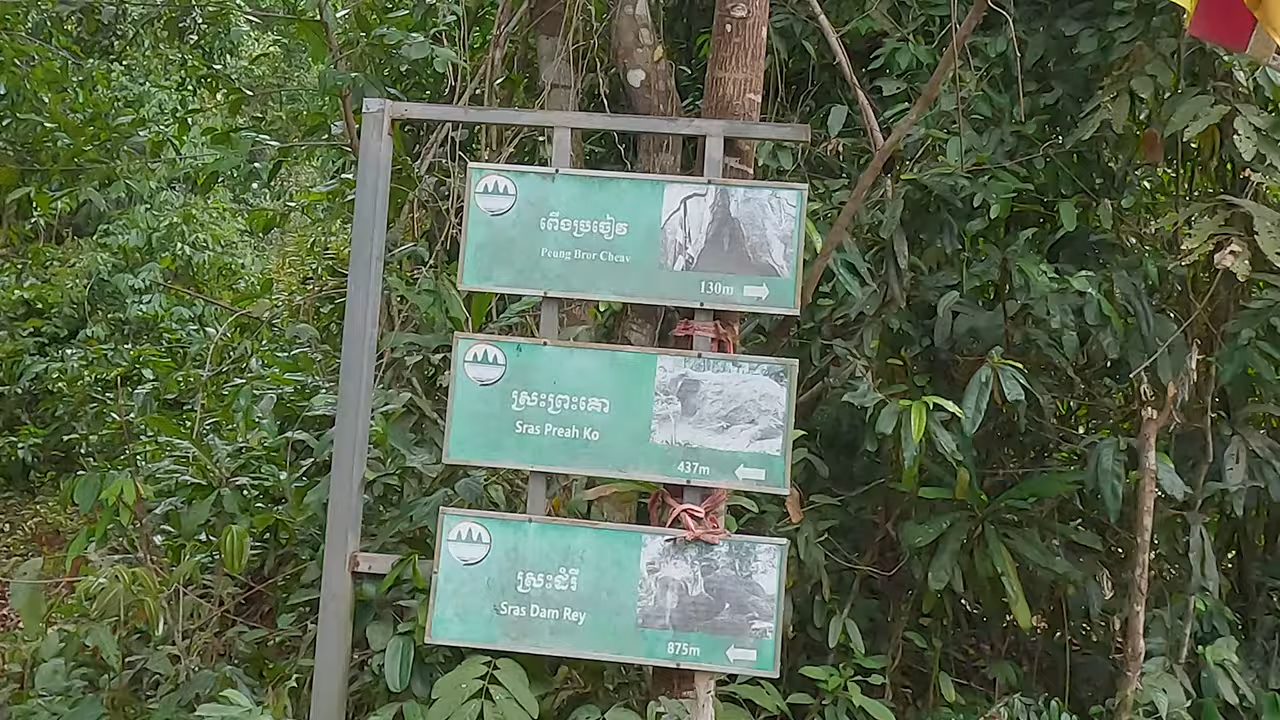 ពើងប្រចៀវ
Peung Bror Cheav
130m
ស្រះព្រះគោ
Sras Preah Ko
437m
ស្រះដំរី
Sras Dam Rey
875m